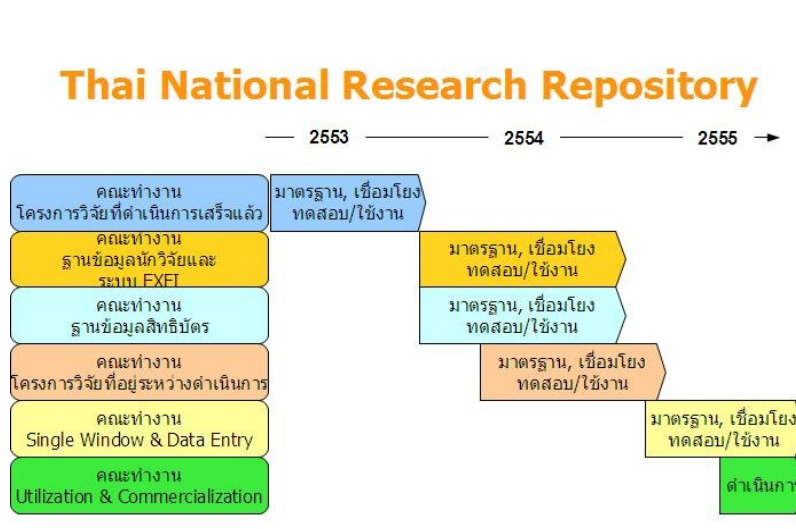 Thai National Research Repository
2553 2554 2555
คณะทำงาน
โครงการวิจัยที่ดำเนินการเสร็จแล้ว
มาตรฐาน, เชื่อมโยง
ทดสอบ/ใช้งาน
คณะทำงาน
ฐานข้อมูลนักวิจัยและ
ระบบ
มาตรฐาน, เชื่อมโยง
ทดสอบ/ใช้งาน
คณะทำงาน
ฐานข้อมูลสิทธิบัตร
มาตรฐาน, เชื่อมโยง
ทดสอบ/ใช้งาน
คณะทำงาน
โครงการวิจัยที่อยู่ระหว่างดำเนินการ
มาตรฐาน, เชื่อมโยง
ทดสอบ/ใช้งาน
คณะทำงาน
Single Window & Data Entry
มาตรฐาน, เชื่อมโยง
ทดสอบ/ใช้งาน
คณะทำงาน
Utilization & Commercialization
ดำเนินการ